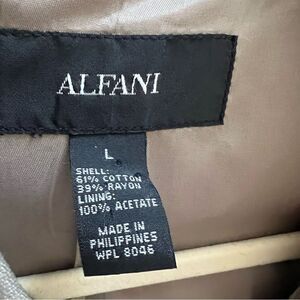 ALFANI
L
SHELL:
61% COTTON
39% RAYON
LINING:
100% ACETATE
MADE IN
PHILIPPINES
WPL 8046